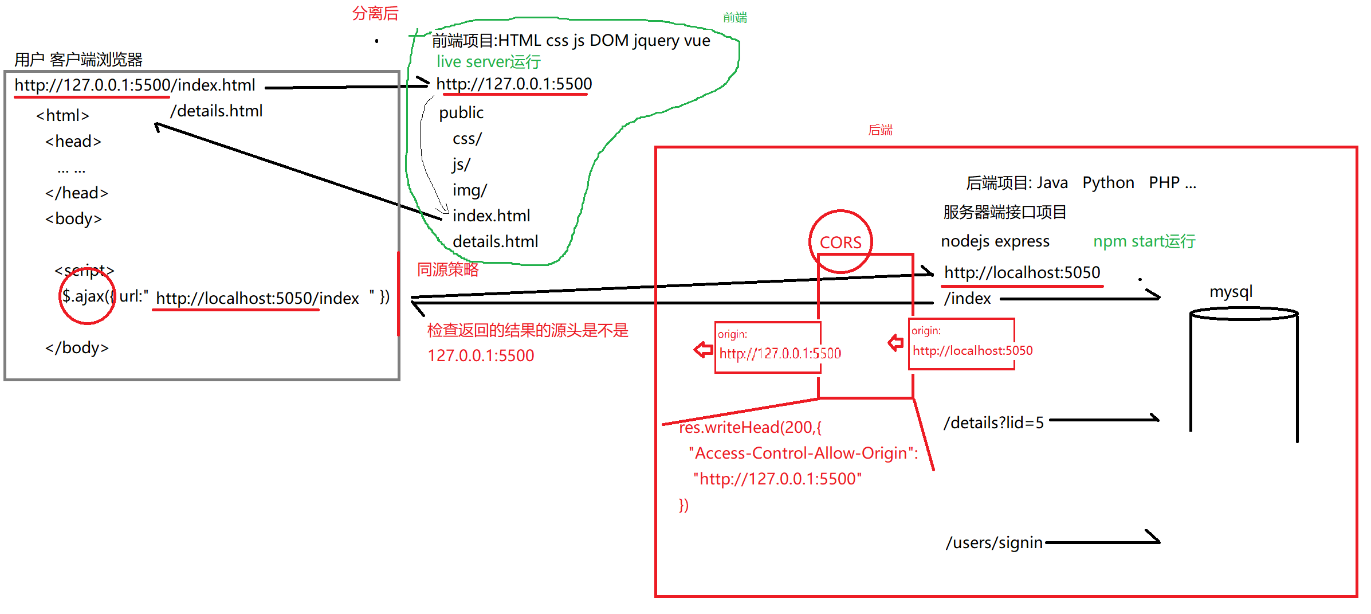 分离后
前端
前端项目:HTML css js DOM jquery vue
live server运行
http://127.0.0.1:5500
public
css/
js/
img/
index.html
details.html
用户 客户端浏览器
http://127.0.0.1:5500/index.html
/details.html
<html>
<head>
... ...
</head>
<body>
<script>
$.ajax({ url:" http://localhost:5050/index " })
</body>
同源策略
检查返回的结果的源头是不是
127.0.0.1:5500
后端
后端项目: Java Python PHP ...
服务器端接口项目
nodejs express npm start运行
CORS
http://localhost:5050
/index
mysql
origin:
http://127.0.0.1:5500
origin:
http://localhost:5050
/details?lid=5
res.writeHead(200,{
"Access-Control-Allow-Origin":
"http://127.0.0.1:5500"
})
/users/signin